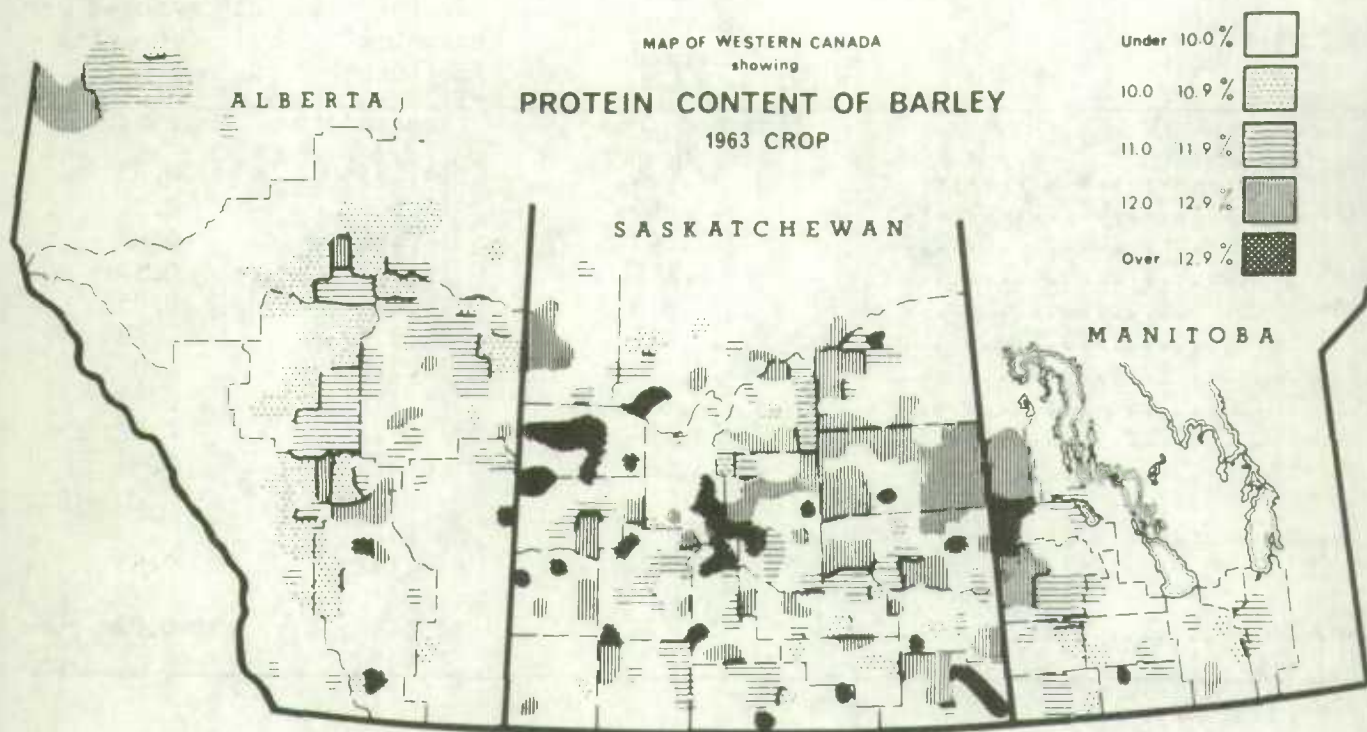 MAP OF WESTERN CANADA
showing
PROTEIN CONTENT OF BARLEY
1963 CROP
Under 10.0 %
10.0 10.9 %
11.0 11.9 %
12.0 12.9 %
Over 12.9 %
ALBERTA
SASKATCHEWAN
MANITOBA